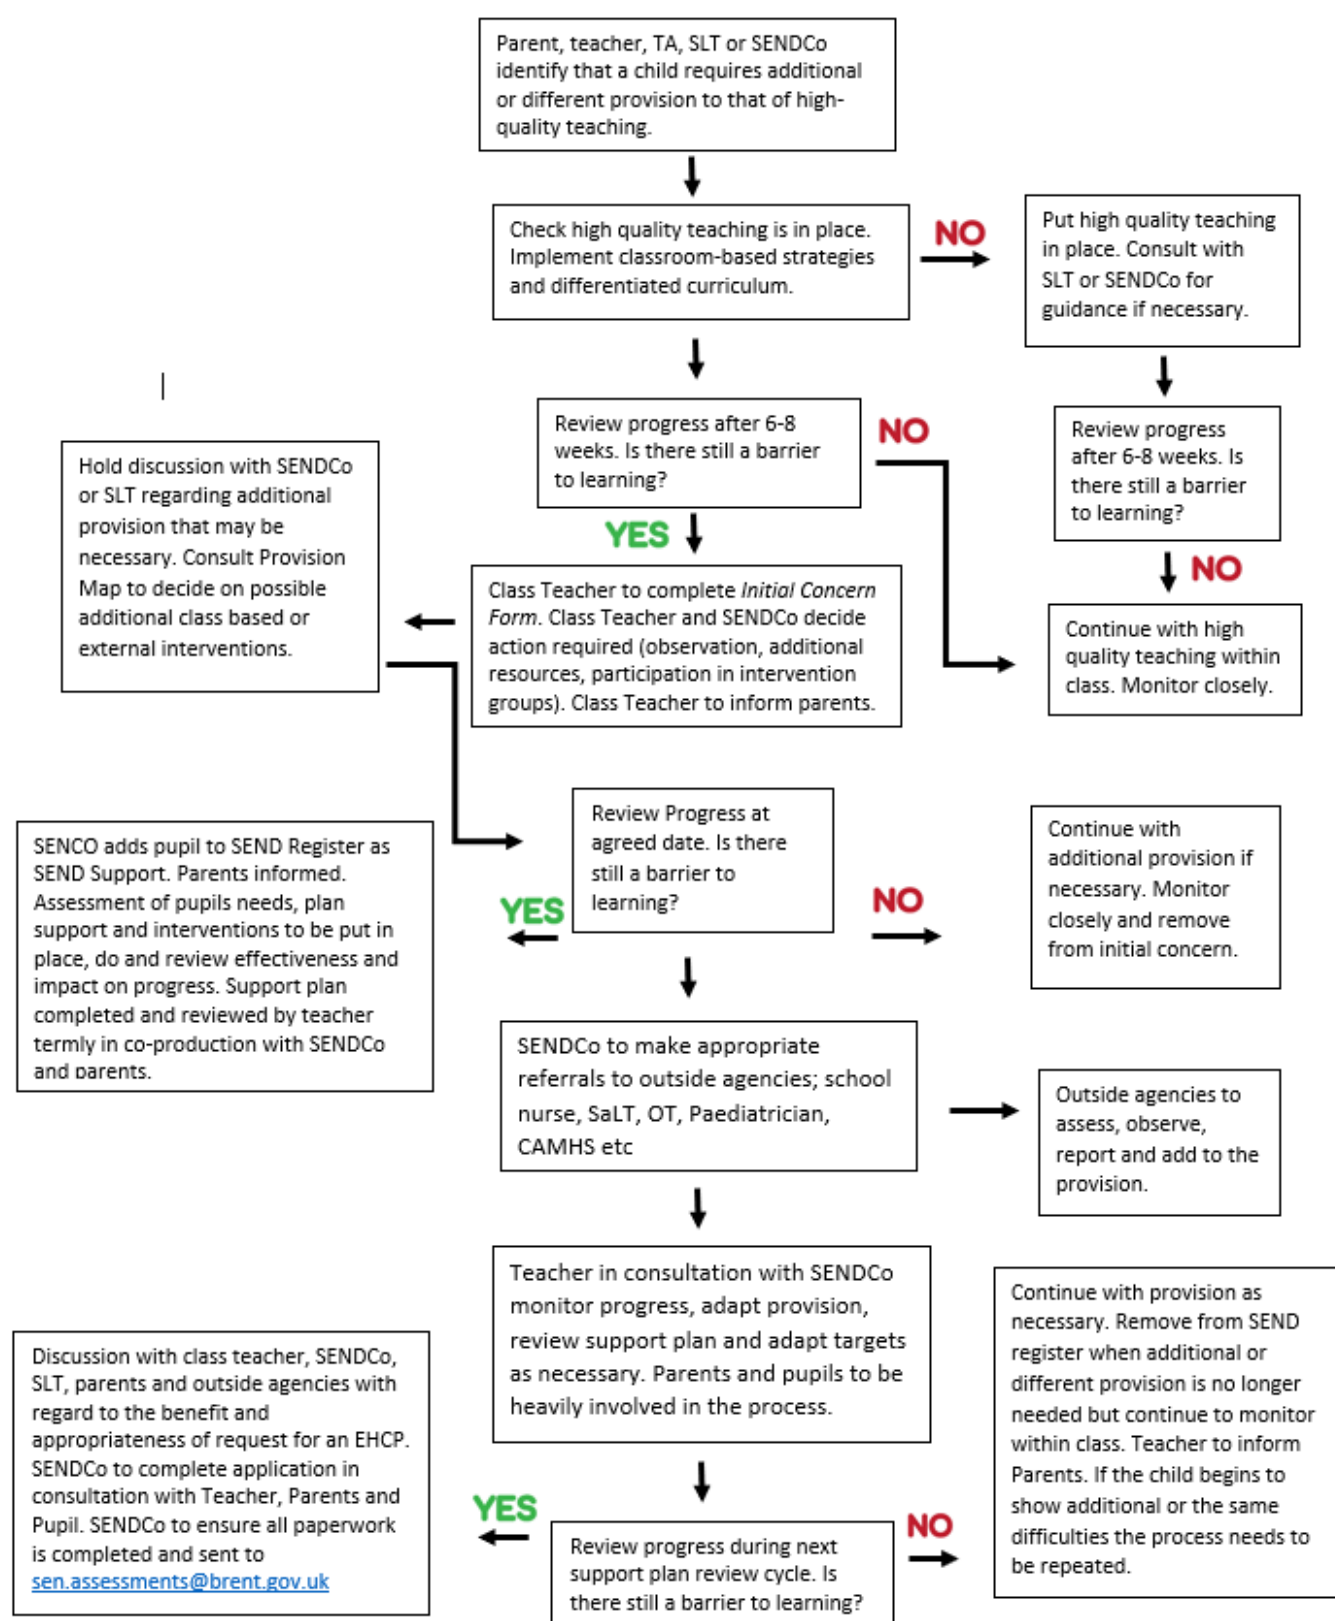 Parent, teacher, TA, SLT or SENDCo
identify that a child requires additional
or different provision to that of high-
quality teaching.
Check high quality teaching is in place.
Implement classroom-based strategies
and differentiated curriculum.
NO
Put high quality teaching
in place. Consult with
SLT or SENDCo for
guidance if necessary.
Review progress after 6-8
weeks. Is there still a barrier
to learning?
NO
YES
Review progress
after 6-8 weeks. Is
there still a barrier
to learning?
NO
Continue with high
quality teaching within
class. Monitor closely.
Class Teacher to complete Initial Concern
Form. Class Teacher and SENDCo decide
action required (observation, additional
resources, participation in intervention
groups). Class Teacher to inform parents.
Hold discussion with SENDCo
or SLT regarding additional
provision that may be
necessary. Consult Provision
Map to decide on possible
additional class based or
external interventions.
Review Progress at
agreed date. Is there
still a barrier to
learning?
YES
NO
SENCO adds pupil to SEND Register as
SEND Support. Parents informed.
Assessment of pupils needs, plan
support and interventions to be put in
place, do and review effectiveness and
impact on progress. Support plan
completed and reviewed by teacher
termly in co-production with SENDCo
and parents.
Continue with
additional provision if
necessary. Monitor
closely and remove
from initial concern.
SENDCo to make appropriate
referrals to outside agencies; school
nurse, SaLT, OT, Paediatrician,
CAMHS etc
Outside agencies to
assess, observe,
report and add to the
provision.
Teacher in consultation with SENDCo
monitor progress, adapt provision,
review support plan and adapt targets
as necessary. Parents and pupils to be
heavily involved in the process.
Review progress during next
support plan review cycle. Is
there still a barrier to learning?
YES
NO
Discussion with class teacher, SENDCo,
SLT, parents and outside agencies with
regard to the benefit and
appropriateness of request for an EHCP.
SENDCo to complete application in
consultation with Teacher, Parents and
Pupil. SENDCo to ensure all paperwork
is completed and sent to
sen.assessments@brent.gov.uk
Continue with provision as
necessary. Remove from SEND
register when additional or
different provision is no longer
needed but continue to monitor
within class. Teacher to inform
Parents. If the child begins to
show additional or the same
difficulties the process needs to
be repeated.